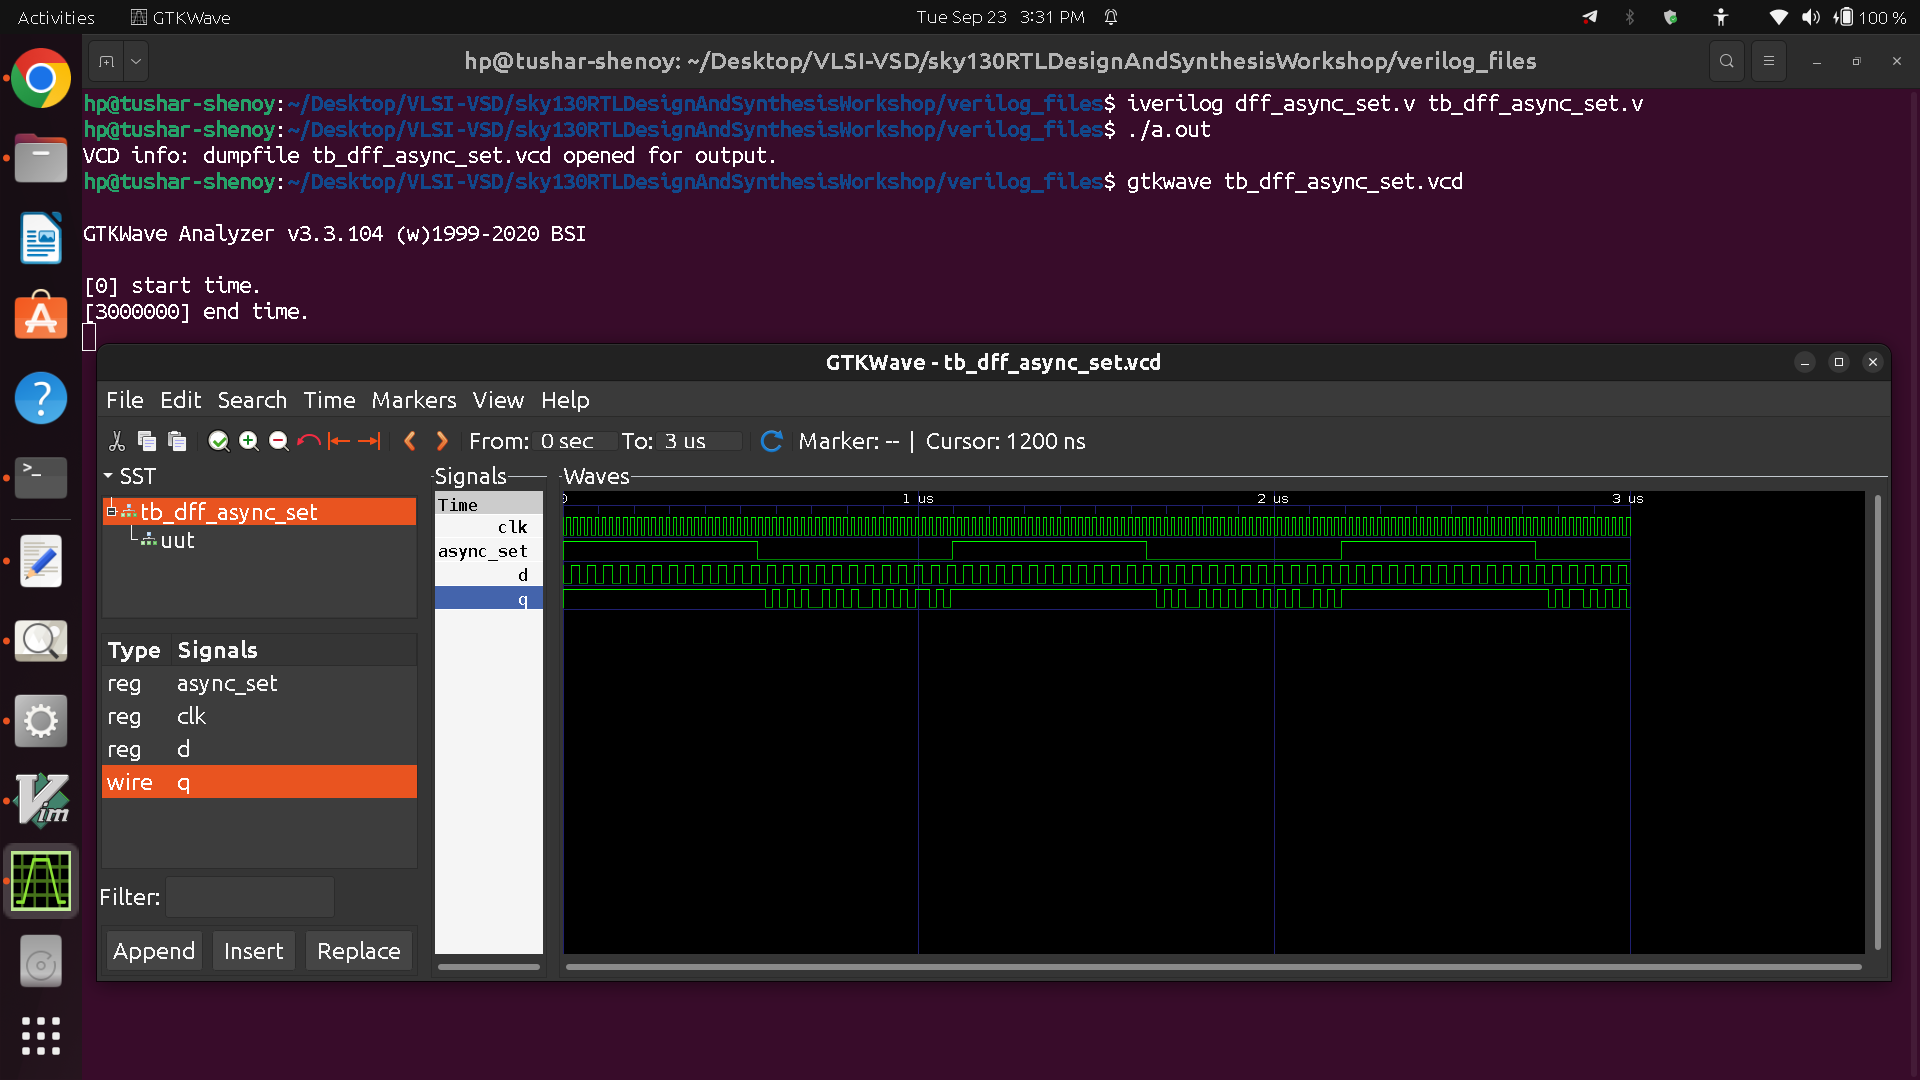 Activities GTKWave Tue Sep 23 3:31 PM 100 %
hp@tushar-shenoy: ~/Desktop/VLSI-VSD/sky130RTLDesignAndSynthesisWorkshop/verilog_files
hp@tushar-shenoy:~/Desktop/VLSI-VSD/sky130RTLDesignAndSynthesisWorkshop/verilog_files$ iverilog dff_async_set.v tb_dff_async_set.v
hp@tushar-shenoy:~/Desktop/VLSI-VSD/sky130RTLDesignAndSynthesisWorkshop/verilog_files$ ./a.out
VCD info: dumpfile tb_dff_async_set.vcd opened for output.
hp@tushar-shenoy:~/Desktop/VLSI-VSD/sky130RTLDesignAndSynthesisWorkshop/verilog_files$ gtkwave tb_dff_async_set.vcd
GTKWave Analyzer v3.3.104 (w)1999-2020 BSI
[0] start time.
[3000000] end time.
GTKWave - tb_dff_async_set.vcd
File Edit Search Time Markers View Help
From: 0 sec To: 3 us Marker: -- | Cursor: 1200 ns
SST
tb_dff_async_set
uut
Type Signals
reg async_set
reg clk
reg d
wire q
Filter:
Append Insert Replace
Signals
Time
clk
async_set
d
q
Waves
0 1 us 2 us 3 us
Vim